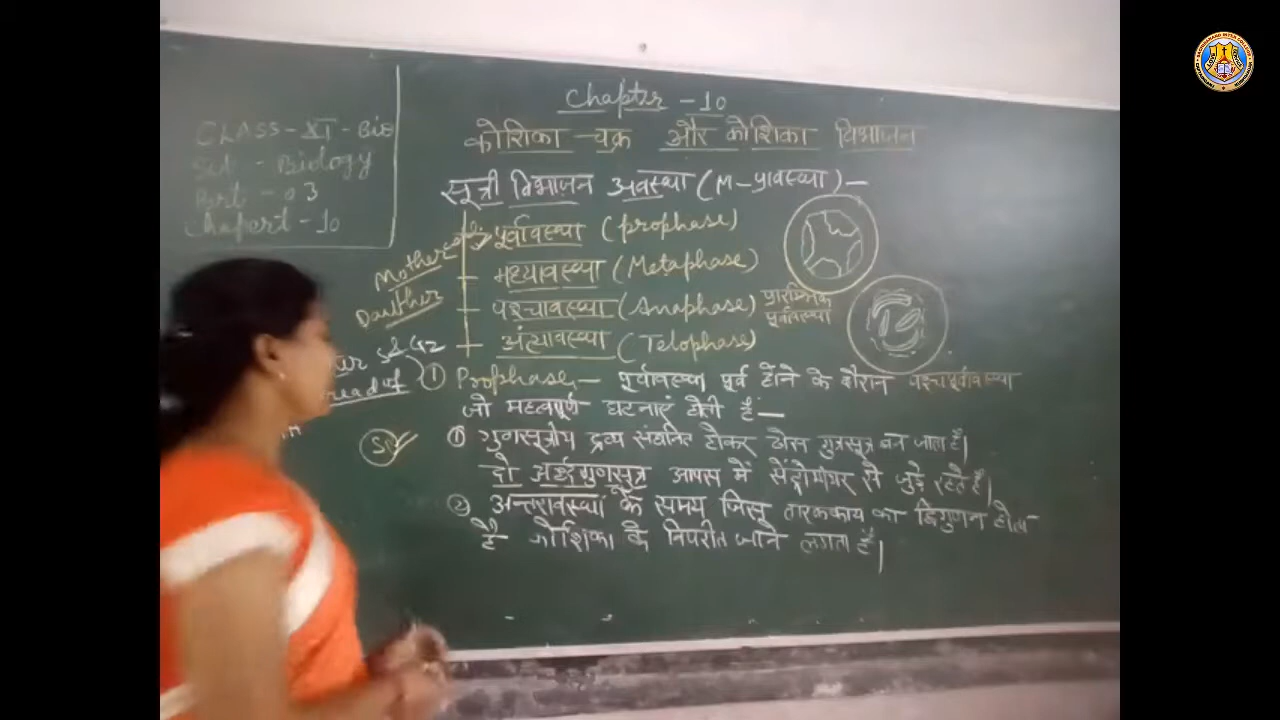 CLASS - XI - Bio
Sub - Biology
Part - 03
Chapert - 10
Chapter - 10
कोशिका चक्र और कोशिका विभाजन
सूत्री विभाजन अवस्था (M - प्रावस्था) -
पूर्वावस्था (prophase)
मध्यावस्था (Metaphase)
पश्चावस्था (Anaphase)
अंत्यावस्था (Telophase)
Mother
Daughter
S & G2
प्रारम्भिक
पूर्वावस्था
① Prophase - पूर्वावस्था पूर्व होने के दौरान पश्चपूर्वावस्था
जो महत्वपूर्ण घटनाएं होती हैं -
① गुणसूत्रीय द्रव्य संघनित होकर ठोस गुणसूत्र बन जाता है।
दो अर्द्धगुणसूत्र आपस में सेंट्रोमीयर से जुड़े रहते हैं।
② अन्तरावस्था के समय जिस तारककाय का द्विगुणन होता
है कोशिका के विपरीत जाने लगता है।